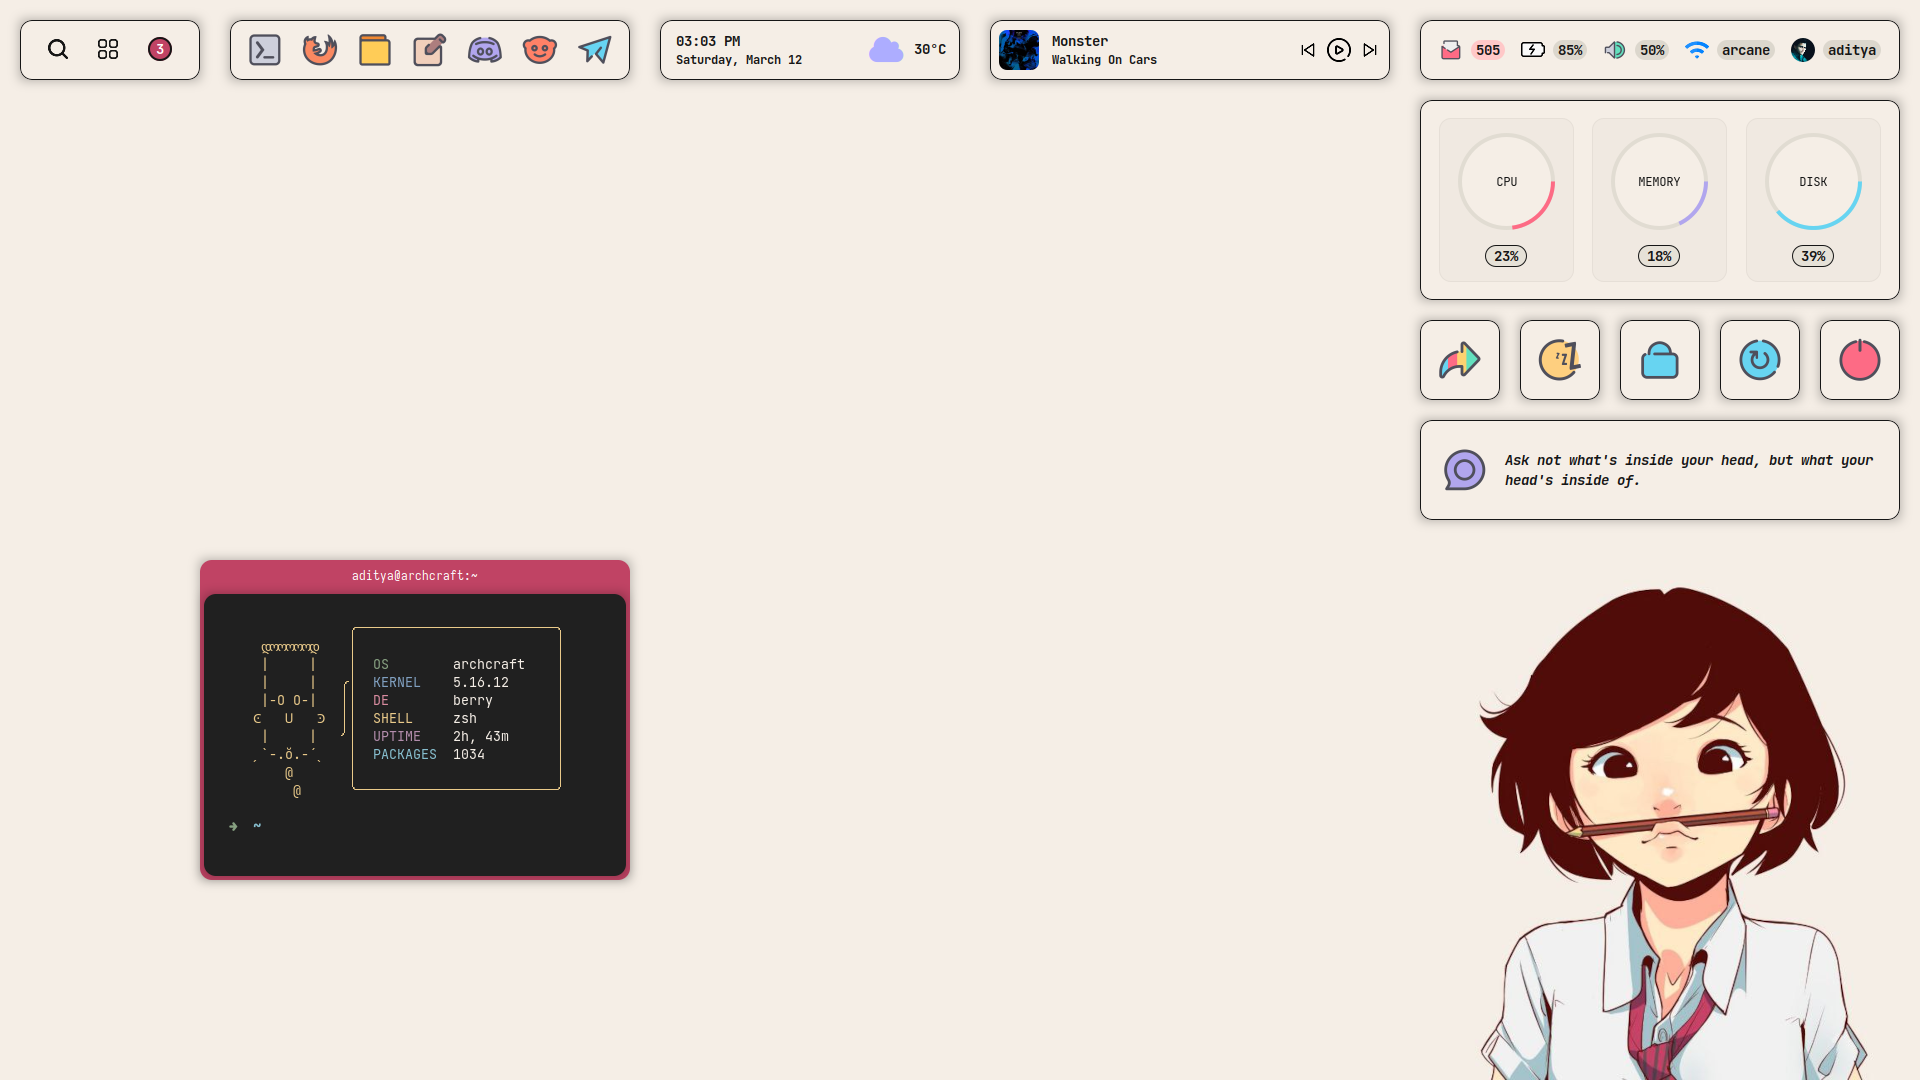 3
03:03 PM
Saturday, March 12
30°C
Monster
Walking On Cars
505
85%
50%
arcane
aditya
CPU
MEMORY
DISK
23%
18%
39%
Ask not what's inside your head, but what your
head's inside of.
aditya@archcraft:~
OS archcraft
KERNEL 5.16.12
DE berry
SHELL zsh
UPTIME 2h, 43m
PACKAGES 1034
➜ ~